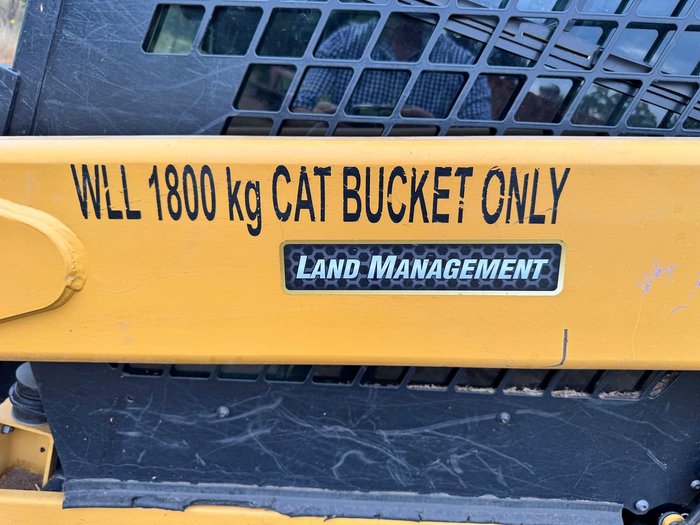 WLL 1800 kg CAT BUCKET ONLY
LAND MANAGEMENT